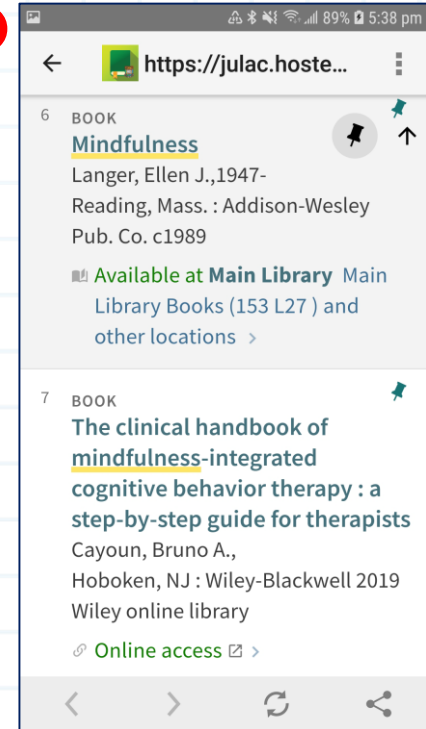 89% 5:38 pm
https://julac.hoste...
6 BOOK
Mindfulness
Langer, Ellen J.,1947-
Reading, Mass. : Addison-Wesley
Pub. Co. c1989
Available at Main Library Main
Library Books (153 L27 ) and
other locations >
7 BOOK
The clinical handbook of
mindfulness-integrated
cognitive behavior therapy : a
step-by-step guide for therapists
Cayoun, Bruno A.,
Hoboken, NJ : Wiley-Blackwell 2019
Wiley online library
Online access >